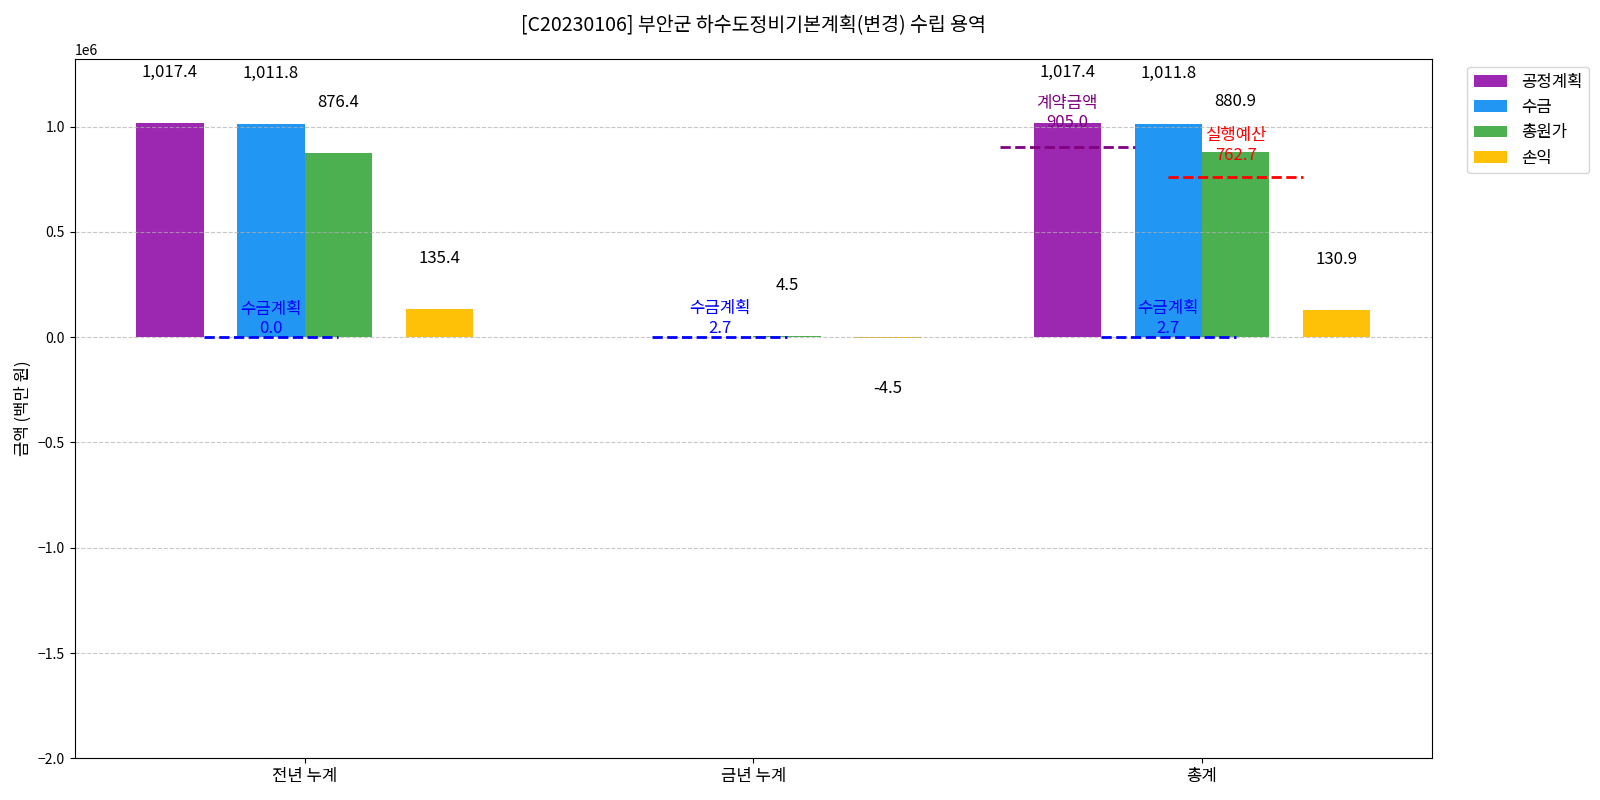 [C20230106] 부안군 하수도정비기본계획(변경) 수립 용역
1e6
1,017.4
1,011.8
876.4
135.4
수금계획
0.0
수금계획
2.7
4.5
-4.5
1,017.4
1,011.8
880.9
130.9
계약금액
905.0
실행예산
762.7
수금계획
2.7
공정계획
수금
총원가
손익
금액 (백만 원)
1.0
0.5
0.0
−0.5
−1.0
−1.5
−2.0
전년 누계
금년 누계
총계